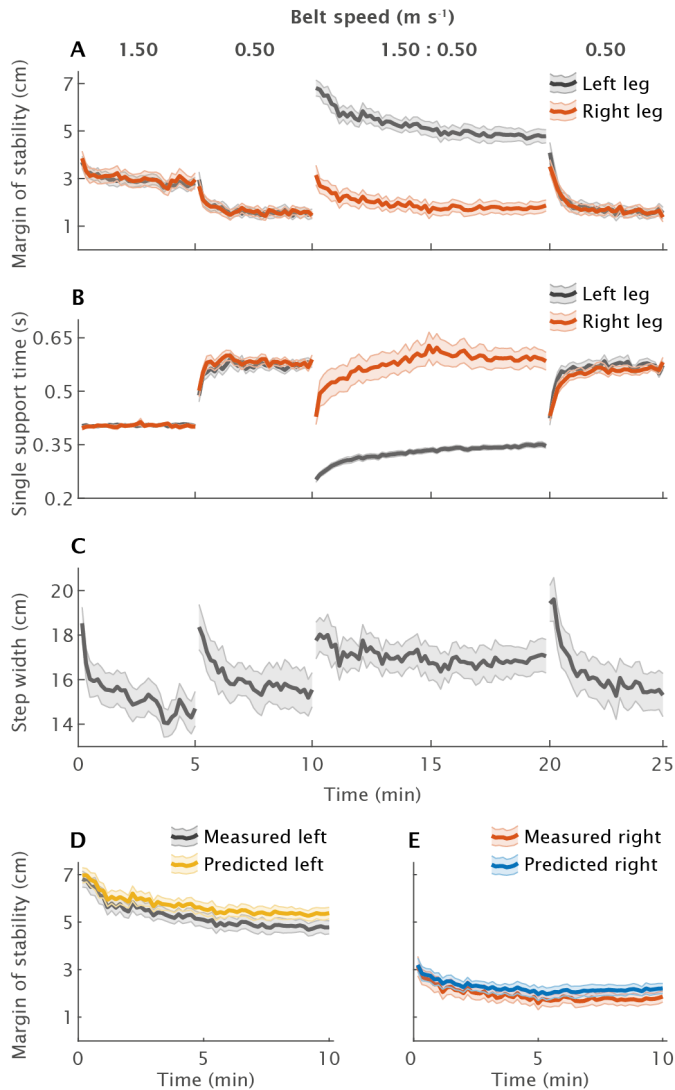 Belt speed (m s-1)
A 1.50 0.50 1.50 : 0.50 0.50
Margin of stability (cm)
7
5
3
1
Left leg
Right leg
B
Single support time (s)
0.65
0.5
0.35
0.2
Left leg
Right leg
C
Step width (cm)
20
18
16
14
0 5 10 15 20 25
Time (min)
D
Measured left
Predicted left
Margin of stability (cm)
7
5
3
1
0 5 10
Time (min)
E
Measured right
Predicted right
7
5
3
1
0 5 10
Time (min)